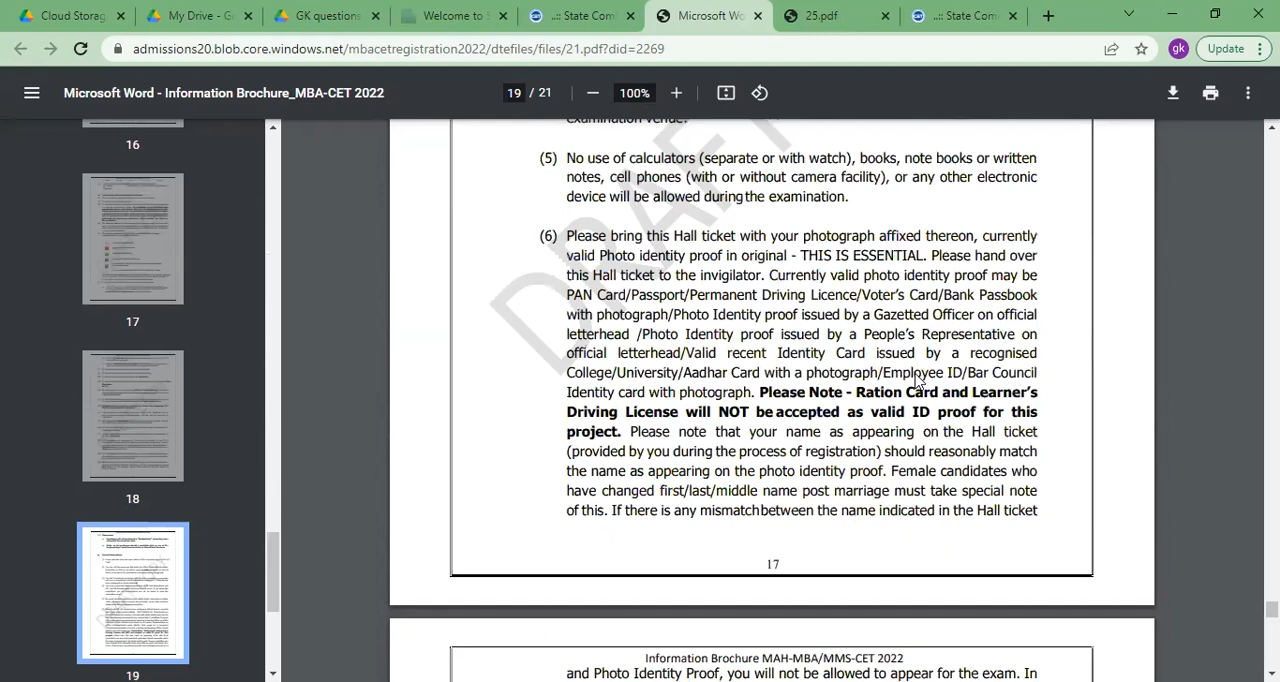 Cloud Storag
My Drive - G
GK questions
Welcome to S
..:: State Com
Microsoft Wo
25.pdf
..:: State Com
admissions20.blob.core.windows.net/mbacetregistration2022/dtefiles/files/21.pdf?did=2269
gk
Update
Microsoft Word - Information Brochure_MBA-CET 2022
19 / 21
100%
16
17
18
19
Examination venue.
(5) No use of calculators (separate or with watch), books, note books or written
notes, cell phones (with or without camera facility), or any other electronic
device will be allowed during the examination.
(6) Please bring this Hall ticket with your photograph affixed thereon, currently
valid Photo identity proof in original - THIS IS ESSENTIAL. Please hand over
this Hall ticket to the invigilator. Currently valid photo identity proof may be
PAN Card/Passport/Permanent Driving Licence/Voter's Card/Bank Passbook
with photograph/Photo Identity proof issued by a Gazetted Officer on official
letterhead /Photo Identity proof issued by a People's Representative on
official letterhead/Valid recent Identity Card issued by a recognised
College/University/Aadhar Card with a photograph/Employee ID/Bar Council
Identity card with photograph. Please Note - Ration Card and Learner's
Driving License will NOT be accepted as valid ID proof for this
project. Please note that your name as appearing on the Hall ticket
(provided by you during the process of registration) should reasonably match
the name as appearing on the photo identity proof. Female candidates who
have changed first/last/middle name post marriage must take special note
of this. If there is any mismatch between the name indicated in the Hall ticket
17
DRAFT
Information Brochure MAH-MBA/MMS-CET 2022
and Photo Identity Proof, you will not be allowed to appear for the exam. In